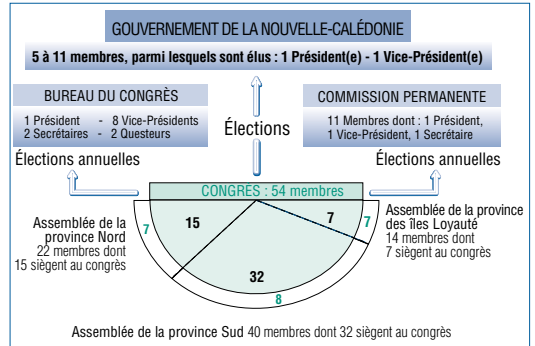 GOUVERNEMENT DE LA NOUVELLE-CALÉDONIE
5 à 11 membres, parmi lesquels sont élus : 1 Président(e) - 1 Vice-Président(e)
BUREAU DU CONGRÈS
1 Président - 8 Vice-Présidents
2 Secrétaires - 2 Questeurs
Élections annuelles
Élections
COMMISSION PERMANENTE
11 Membres dont : 1 Président,
1 Vice-Président, 1 Secrétaire
Élections annuelles
CONGRES : 54 membres
15
7
32
7
7
8
Assemblée de la
province Nord
22 membres dont
15 siègent au congrès
Assemblée de la province
des îles Loyauté
14 membres dont
7 siègent au congrès
Assemblée de la province Sud 40 membres dont 32 siègent au congrès